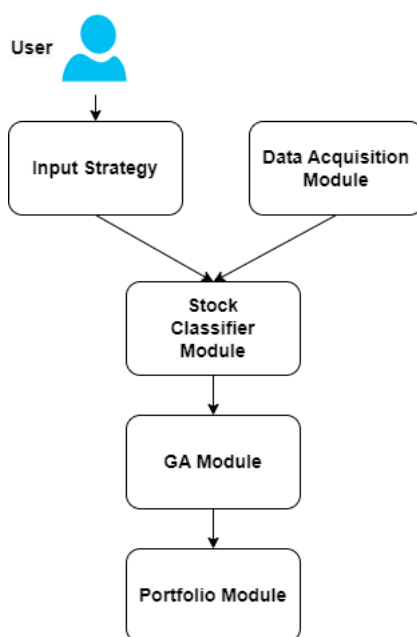 User
Input Strategy
Data Acquisition
Module
Stock
Classifier
Module
GA Module
Portfolio Module